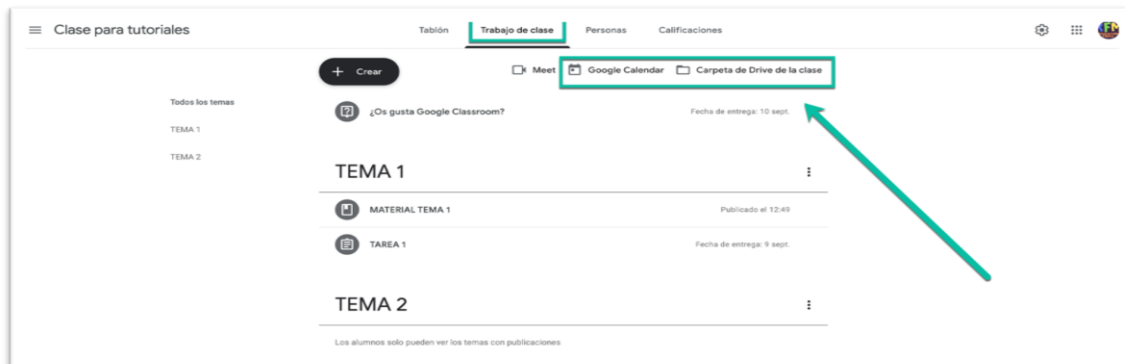 Clase para tutoriales
Tablón Trabajo de clase Personas Calificaciones
+ Crear Meet Google Calendar Carpeta de Drive de la clase
Todos los temas
TEMA 1
TEMA 2
¿Os gusta Google Classroom? Fecha de entrega: 10 sept.
TEMA 1
MATERIAL TEMA 1 Publicado el 12:49
TAREA 1 Fecha de entrega: 9 sept.
TEMA 2
Los alumnos solo pueden ver los temas con publicaciones